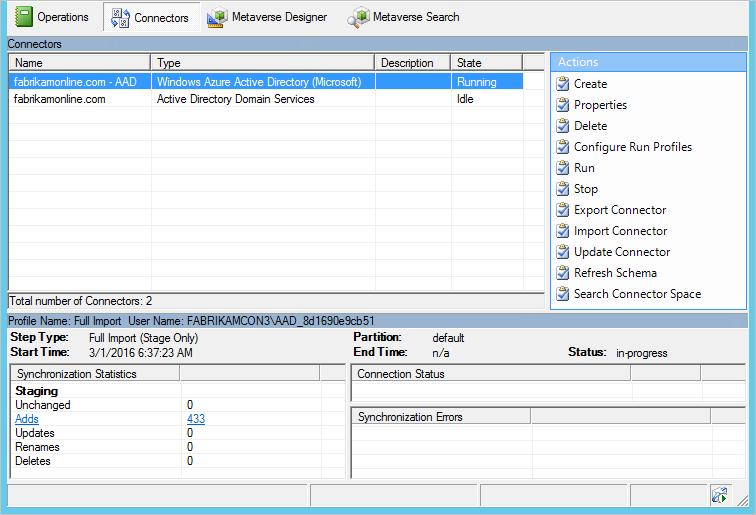 Operations Connectors Metaverse Designer Metaverse Search
Connectors
Name Type Description State
fabrikamonline.com - AAD Windows Azure Active Directory (Microsoft) Running
fabrikamonline.com Active Directory Domain Services Idle
Total number of Connectors: 2
Actions
Create
Properties
Delete
Configure Run Profiles
Run
Stop
Export Connector
Import Connector
Update Connector
Refresh Schema
Search Connector Space
Profile Name: Full Import User Name: FABRIKAMCON3\AAD_8d1690e9cb51
Step Type: Full Import (Stage Only)
Start Time: 3/1/2016 6:37:23 AM
Partition: default
End Time: n/a Status: in-progress
Synchronization Statistics
Staging
Unchanged 0
Adds 433
Updates 0
Renames 0
Deletes 0
Connection Status
Synchronization Errors